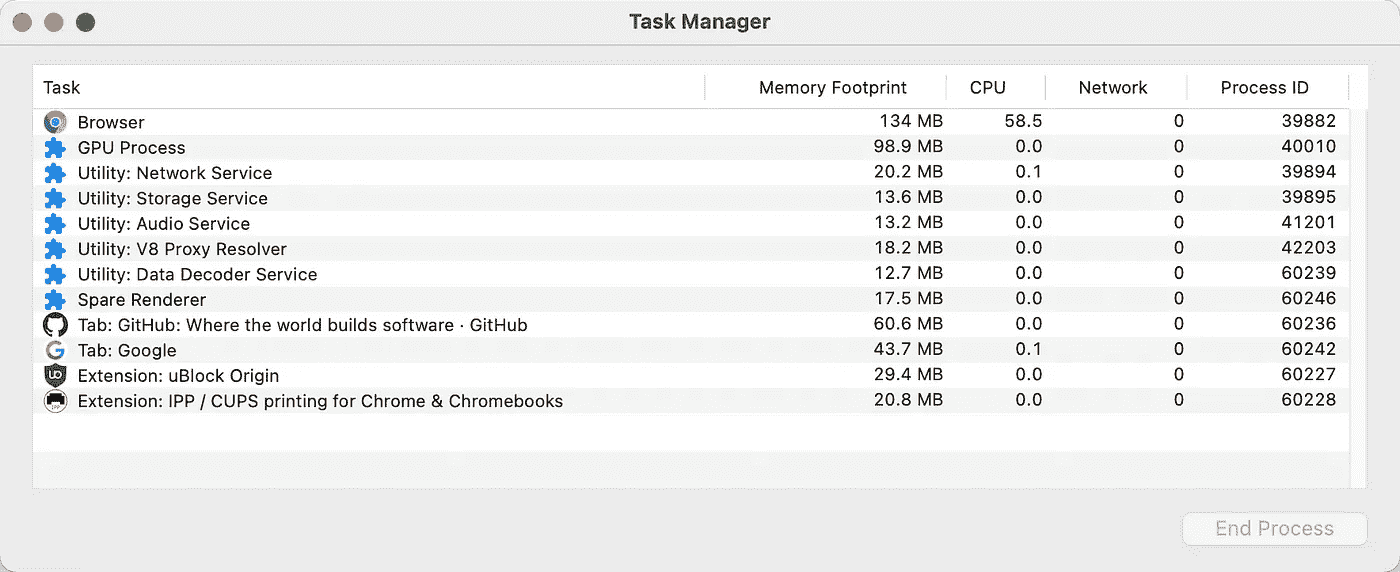 Task Manager
Task Memory Footprint CPU Network Process ID
Browser 134 MB 58.5 0 39882
GPU Process 98.9 MB 0.0 0 40010
Utility: Network Service 20.2 MB 0.1 0 39894
Utility: Storage Service 13.6 MB 0.0 0 39895
Utility: Audio Service 13.2 MB 0.0 0 41201
Utility: V8 Proxy Resolver 18.2 MB 0.0 0 42203
Utility: Data Decoder Service 12.7 MB 0.0 0 60239
Spare Renderer 17.5 MB 0.0 0 60246
Tab: GitHub: Where the world builds software · GitHub 60.6 MB 0.0 0 60236
Tab: Google 43.7 MB 0.1 0 60242
Extension: uBlock Origin 29.4 MB 0.0 0 60227
Extension: IPP / CUPS printing for Chrome & Chromebooks 20.8 MB 0.0 0 60228
End Process